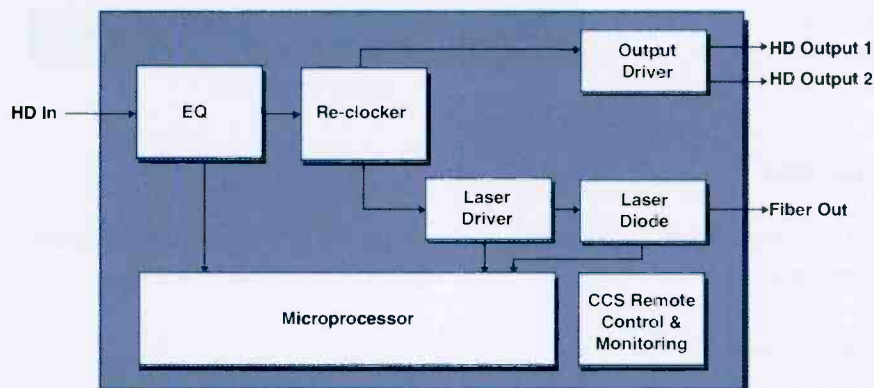 HD In
EQ
Re-clocker
Output
Driver
HD Output 1
HD Output 2
Laser
Driver
Laser
Diode
Fiber Out
Microprocessor
CCS Remote
Control &
Monitoring